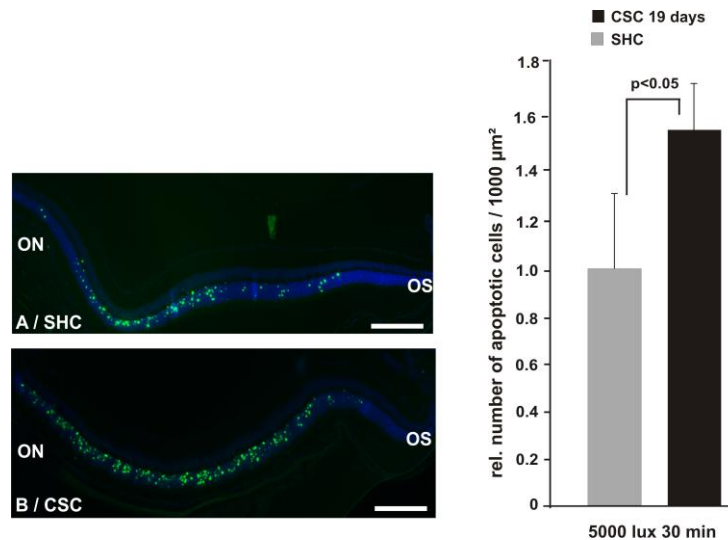 ON
OS
A / SHC
ON
OS
B / CSC
CSC 19 days
SHC
rel. number of apoptotic cells / 1000 µm²
1.8
1.6
1.4
1.2
1.0
0.8
0.6
0.4
0.2
0
p<0.05
5000 lux 30 min